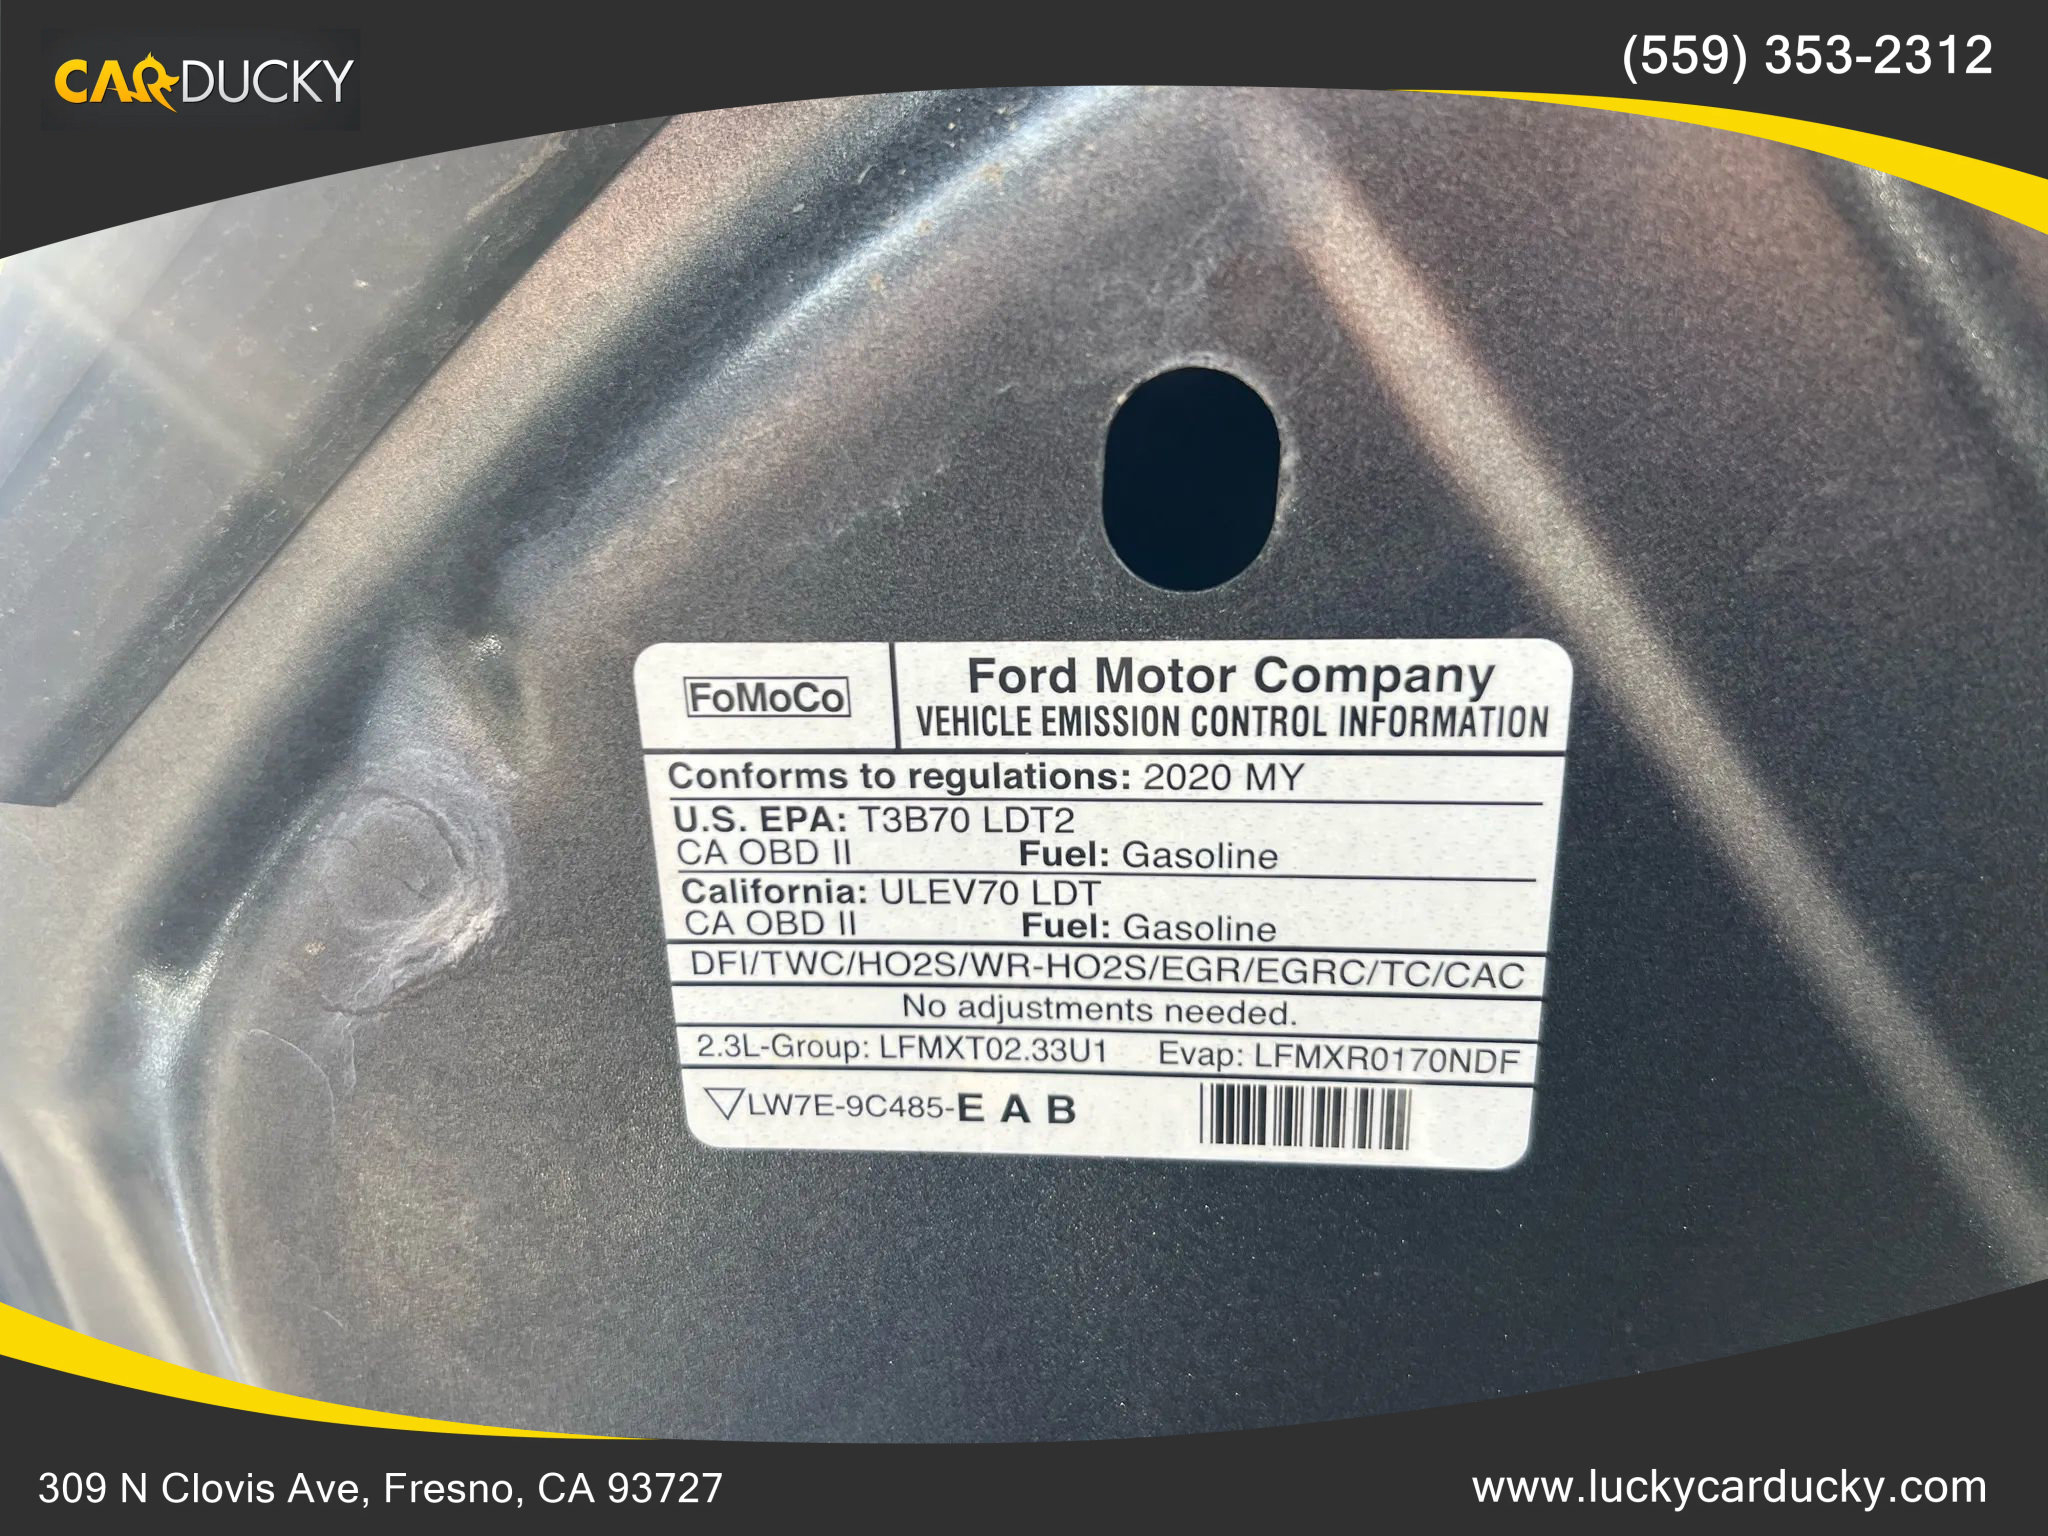 CARDUCKY
(559) 353-2312
FoMoCo
Ford Motor Company
VEHICLE EMISSION CONTROL INFORMATION
Conforms to regulations: 2020 MY
U.S. EPA: T3B70 LDT2
CA OBD II Fuel: Gasoline
California: ULEV70 LDT
CA OBD II Fuel: Gasoline
DFI/TWC/HO2S/WR-HO2S/EGR/EGRC/TC/CAC
No adjustments needed.
2.3L-Group: LFMXT02.33U1 Evap: LFMXR0170NDF
LW7E-9C485-E A B
309 N Clovis Ave, Fresno, CA 93727
www.luckycarducky.com